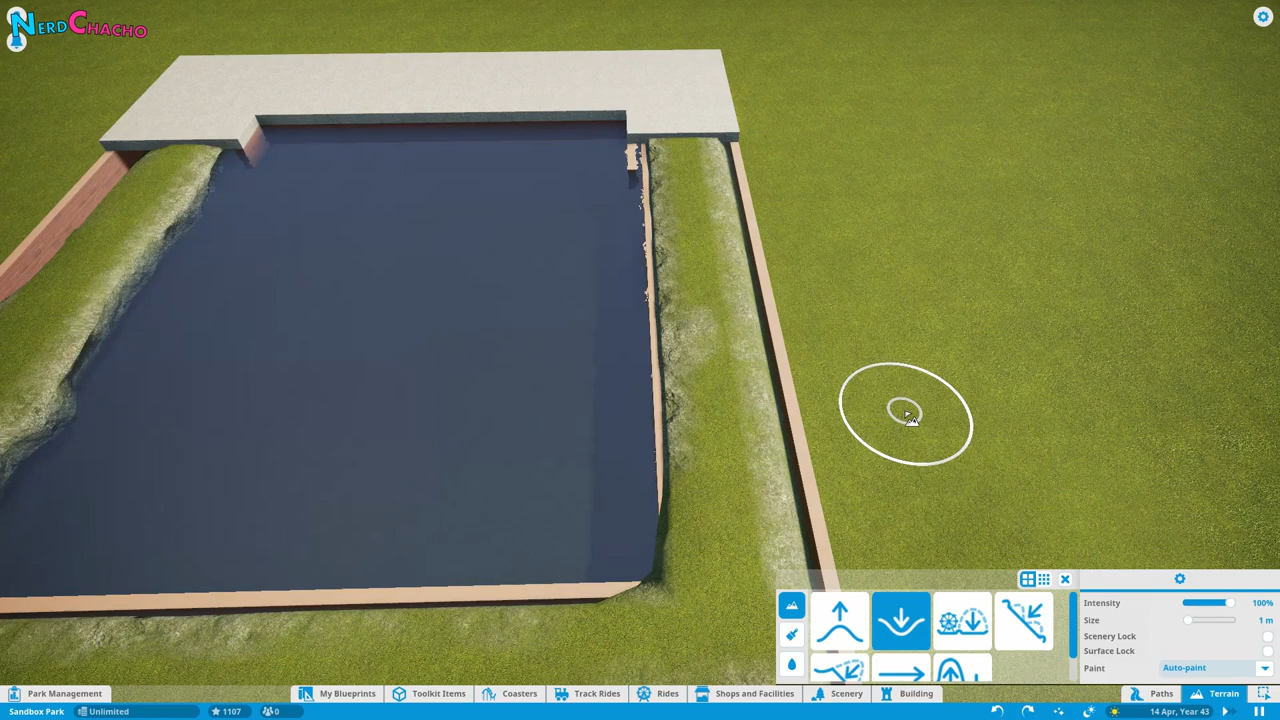 NERDCHACHO
Intensity 100%
Size 1 m
Scenery Lock
Surface Lock
Paint Auto-paint
Park Management My Blueprints Toolkit Items Coasters Track Rides Rides Shops and Facilities Scenery Building Paths Terrain
Sandbox Park Unlimited 1107 0 14 Apr, Year 43